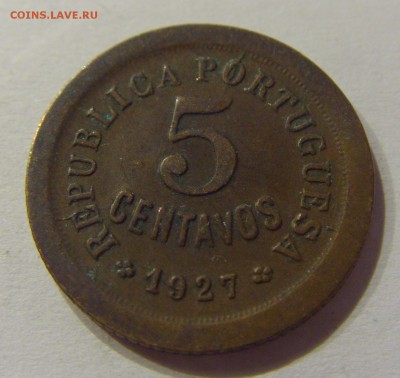 COINS.LAVE.RU
REPUBLICA PORTUGUESA
5
CENTAVOS
* 1927 *